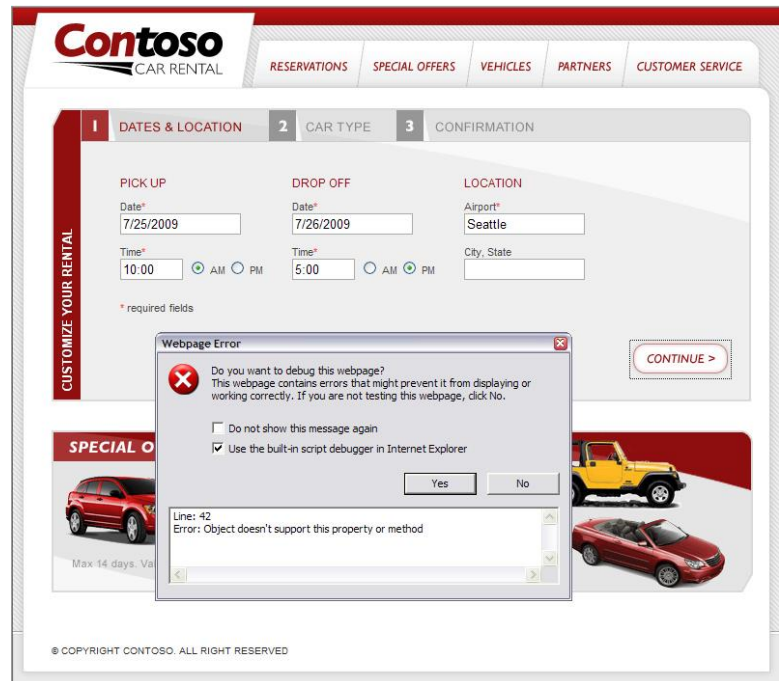 Contoso
CAR RENTAL
RESERVATIONS SPECIAL OFFERS VEHICLES PARTNERS CUSTOMER SERVICE
CUSTOMIZE YOUR RENTAL
1 DATES & LOCATION 2 CAR TYPE 3 CONFIRMATION
PICK UP DROP OFF LOCATION
Date* Date* Airport*
7/25/2009 7/26/2009 Seattle
Time* Time* City, State
10:00 AM PM 5:00 AM PM
* required fields
CONTINUE >
Webpage Error
Do you want to debug this webpage?
This webpage contains errors that might prevent it from displaying or
working correctly. If you are not testing this webpage, click No.
Do not show this message again
Use the built-in script debugger in Internet Explorer
Yes No
Line: 42
Error: Object doesn't support this property or method
SPECIAL O
Max 14 days. Va
© COPYRIGHT CONTOSO. ALL RIGHT RESERVED